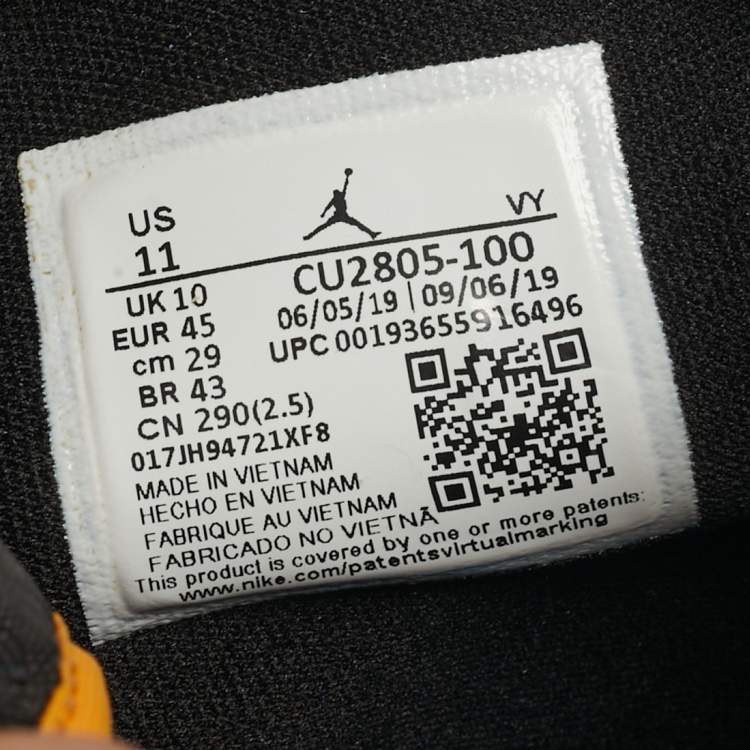 US
11
VY
CU2805-100
UK 10
06/05/19 | 09/06/19
EUR 45
UPC 00193655916496
cm 29
BR 43
CN 290(2.5)
017JH94721XF8
MADE IN VIETNAM
HECHO EN VIETNAM
FABRIQUE AU VIETNAM
FABRICADO NO VIETNÃ
This product is covered by one or more patents:
www.nike.com/patentsvirtualmarking